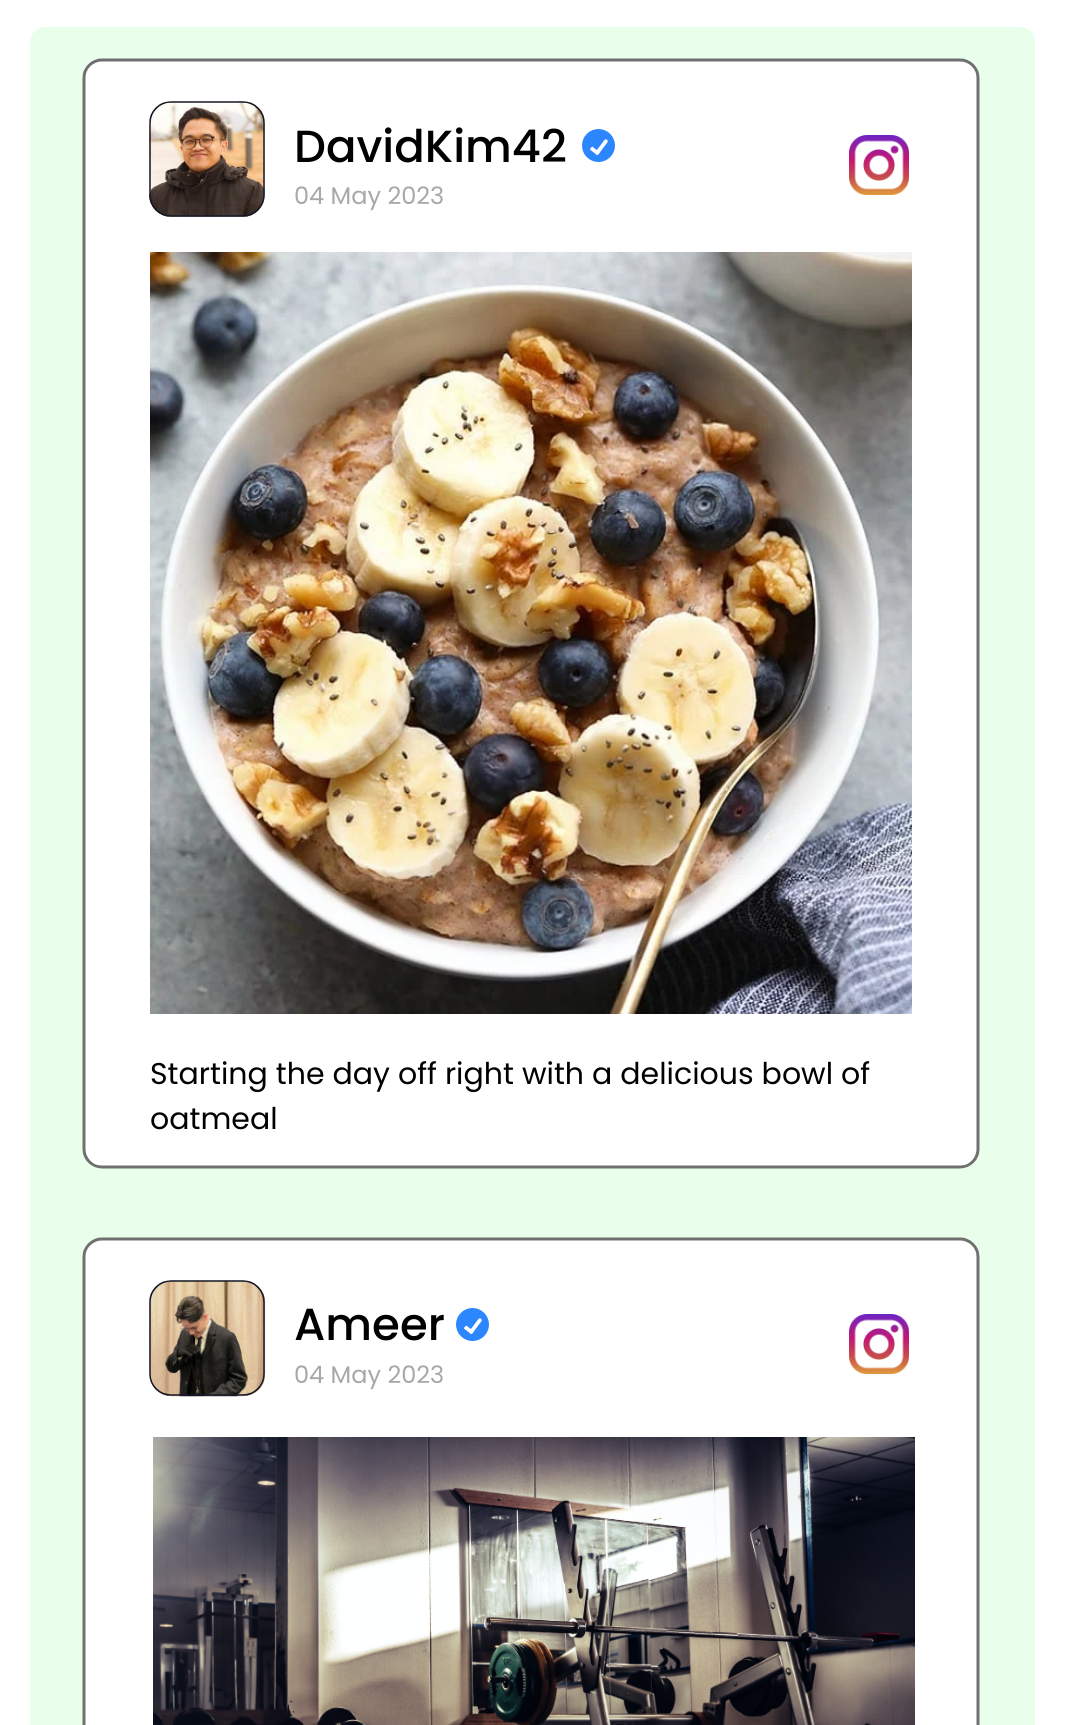 DavidKim42
04 May 2023
Starting the day off right with a delicious bowl of
oatmeal
Ameer
04 May 2023